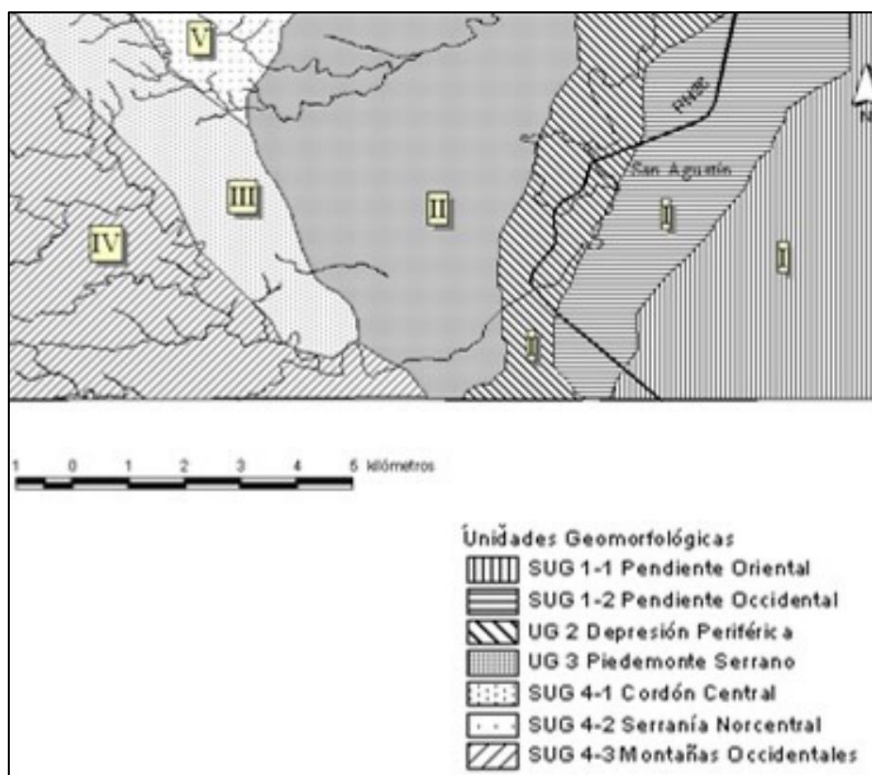 V
N
San Agustín
III
II
I
IV
I
I
1 0 1 2 3 4 5 kilómetros
Unidades Geomorfológicas
SUG 1-1 Pendiente Oriental
SUG 1-2 Pendiente Occidental
UG 2 Depresión Periférica
UG 3 Piedemonte Serrano
SUG 4-1 Cordón Central
SUG 4-2 Serranía Norcentral
SUG 4-3 Montañas Occidentales